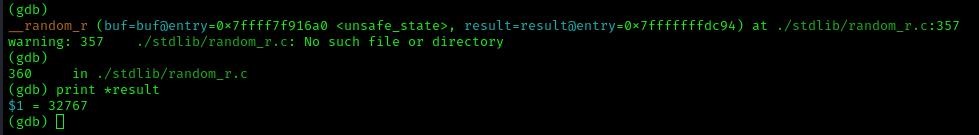 (gdb)
__random_r (buf=buf@entry=0x7ffff7f916a0 <unsafe_state>, result=result@entry=0x7fffffffdc94) at ./stdlib/random_r.c:357
warning: 357    ./stdlib/random_r.c: No such file or directory
(gdb)
360     in ./stdlib/random_r.c
(gdb) print *result
$1 = 32767
(gdb)